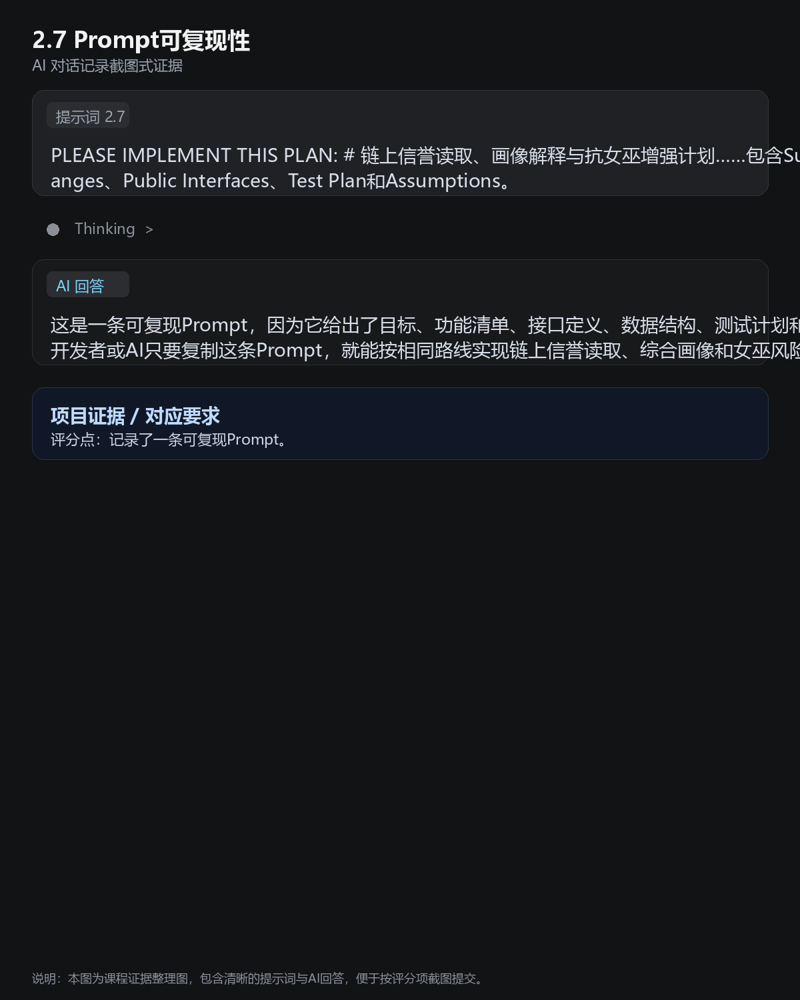 2.7 Prompt可复现性
AI 对话记录截图式证据
提示词 2.7
PLEASE IMPLEMENT THIS PLAN: # 链上信誉读取、画像解释与抗女巫增强计划……包含Su
anges、Public Interfaces、Test Plan和Assumptions。
Thinking >
AI 回答
这是一条可复现Prompt，因为它给出了目标、功能清单、接口定义、数据结构、测试计划和
开发者或AI只要复制这条Prompt，就能按相同路线实现链上信誉读取、综合画像和女巫风险
项目证据 / 对应要求
评分点：记录了一条可复现Prompt。
说明：本图为课程证据整理图，包含清晰的提示词与AI回答，便于按评分项截图提交。